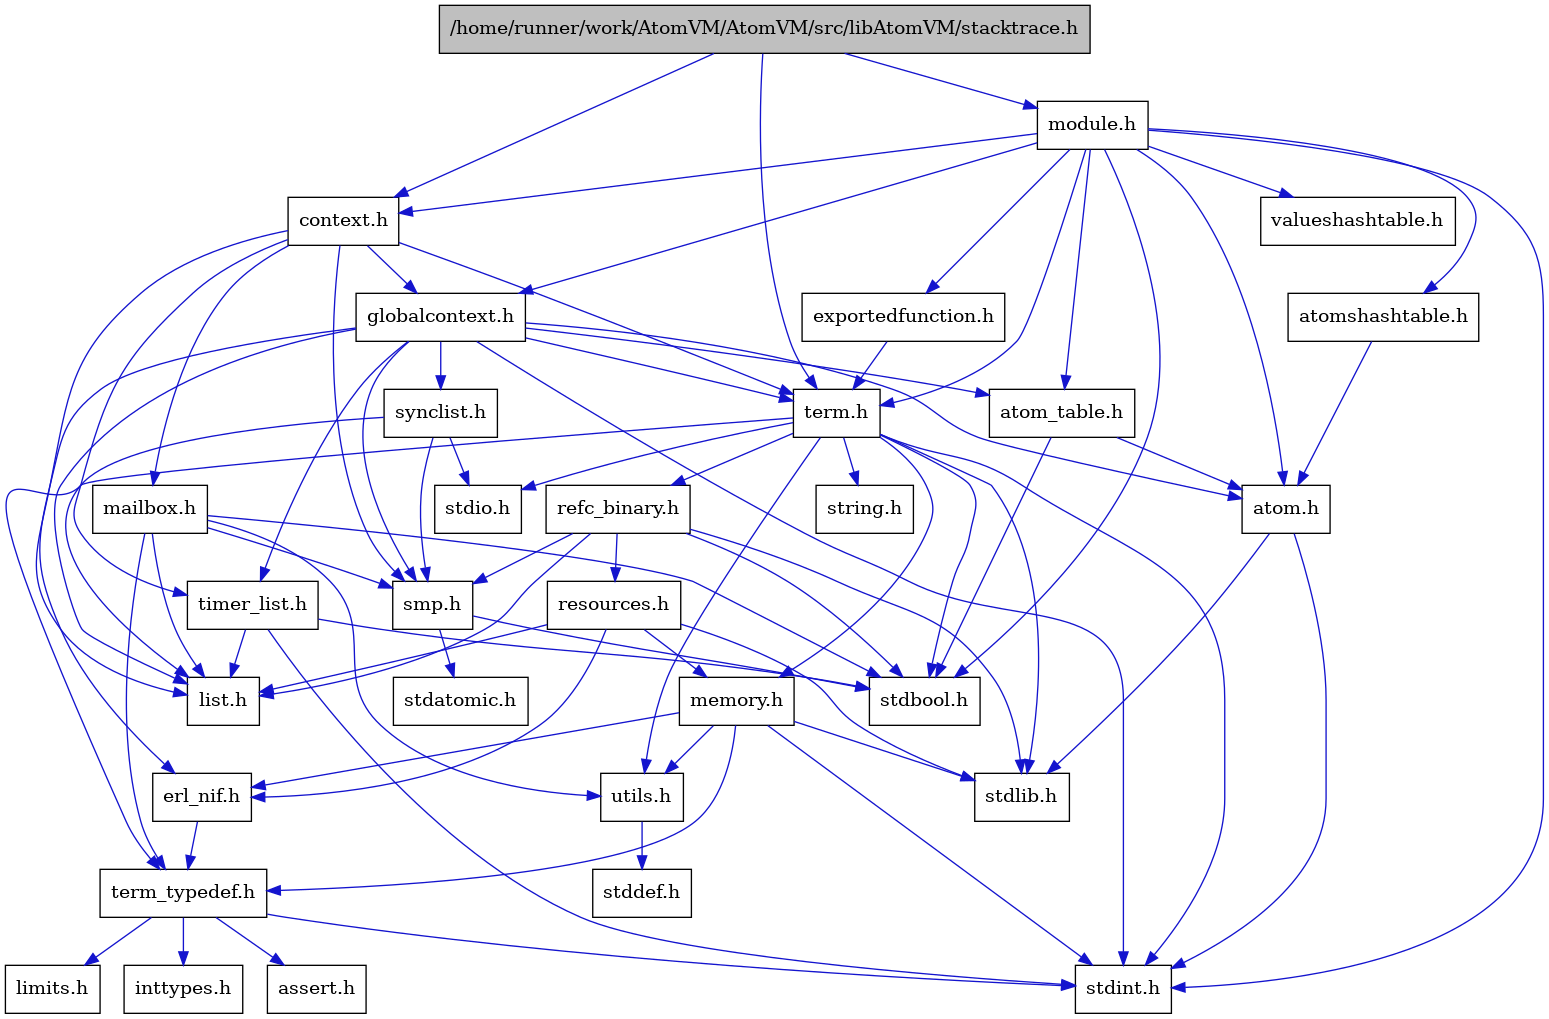 /home/runner/work/AtomVM/AtomVM/src/libAtomVM/stacktrace.h
module.h
context.h
valueshashtable.h
globalcontext.h
exportedfunction.h
atomshashtable.h
synclist.h
term.h
atom_table.h
mailbox.h
stdio.h
refc_binary.h
string.h
atom.h
timer_list.h
smp.h
resources.h
list.h
stdatomic.h
memory.h
stdbool.h
erl_nif.h
utils.h
stdlib.h
term_typedef.h
stddef.h
limits.h
inttypes.h
assert.h
stdint.h